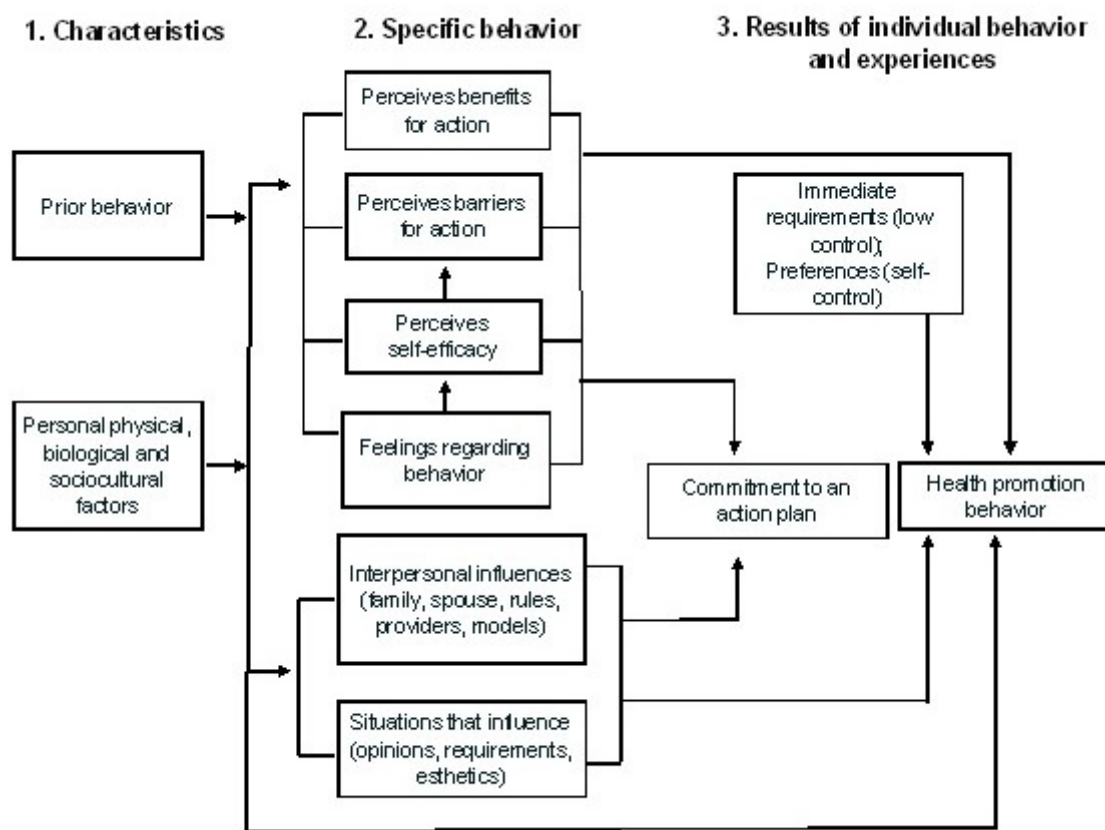 1. Characteristics
2. Specific behavior
3. Results of individual behavior
and experiences
Prior behavior
Personal physical,
biological and
sociocultural
factors
Perceives benefits
for action
Perceives barriers
for action
Perceives
self-efficacy
Feelings regarding
behavior
Interpersonal influences
(family, spouse, rules,
providers, models)
Situations that influence
(opinions, requirements,
esthetics)
Immediate
requirements (low
control);
Preferences (self-
control)
Commitment to an
action plan
Health promotion
behavior